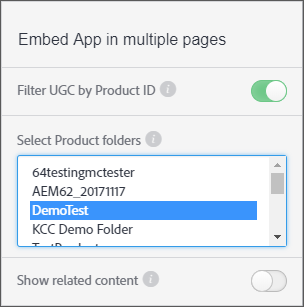 Embed App in multiple pages
Filter UGC by Product ID
Select Product folders
64testingmctester
AEM62_20171117
DemoTest
KCC Demo Folder
Show related content